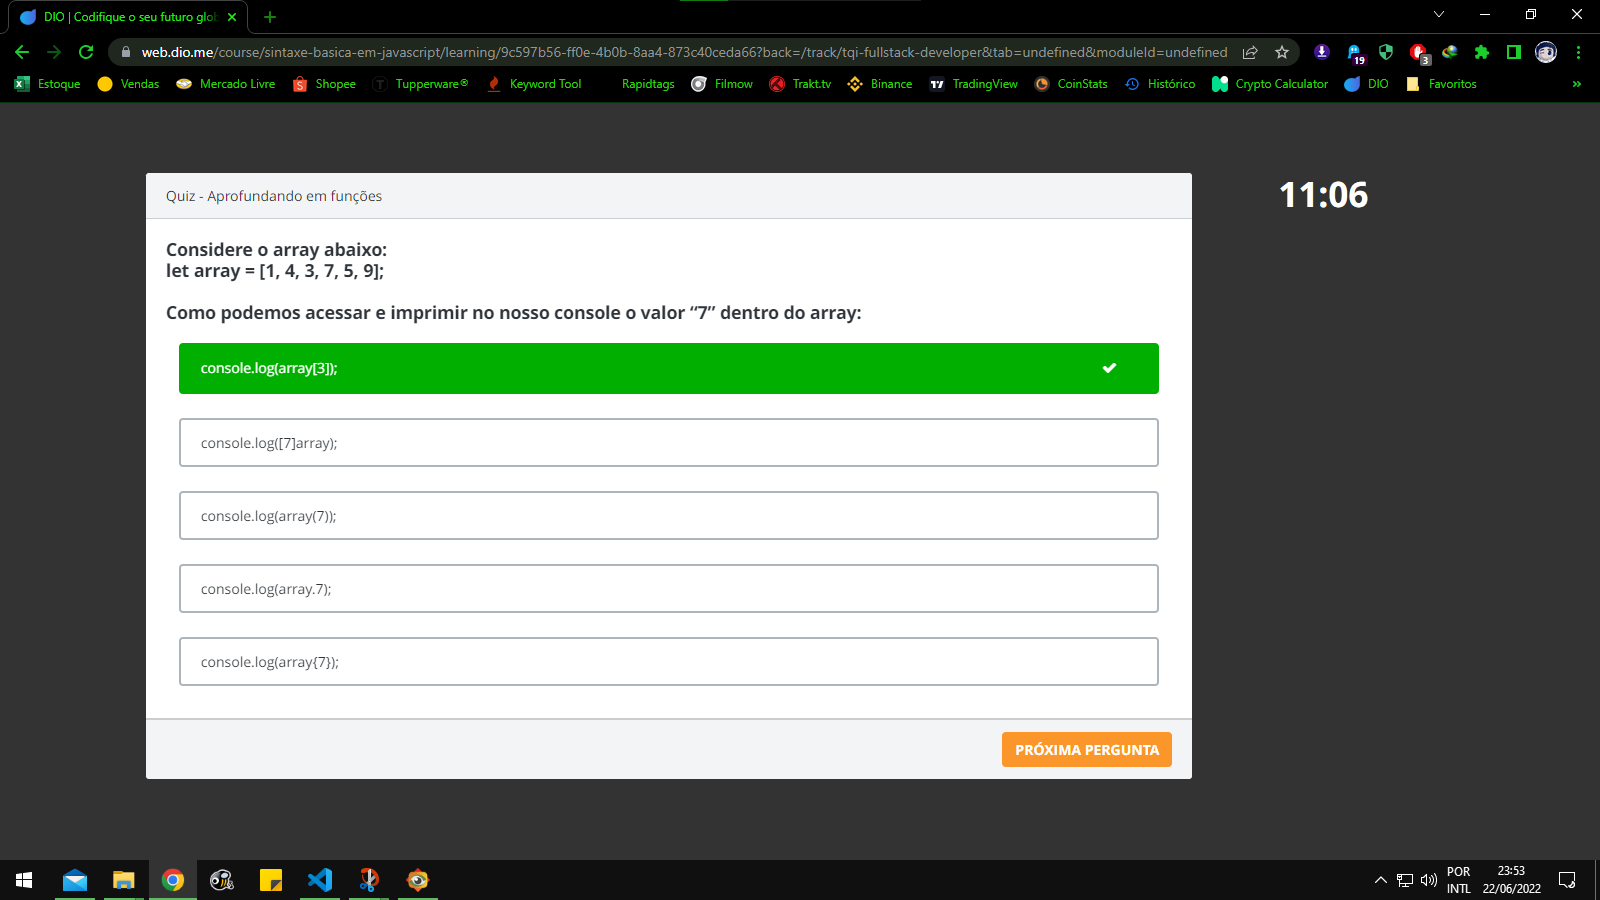 DIO | Codifique o seu futuro glob
web.dio.me/course/sintaxe-basica-em-javascript/learning/9c597b56-ff0e-4b0b-8aa4-873c40ceda66?back=/track/tqi-fullstack-developer&tab=undefined&moduleId=undefined
19
3
Estoque
Vendas
Mercado Livre
Shopee
Tupperware®
Keyword Tool
Rapidtags
Filmow
Trakt.tv
Binance
TradingView
CoinStats
Histórico
Crypto Calculator
DIO
Favoritos
»
Quiz - Aprofundando em funções
11:06
Considere o array abaixo:
let array = [1, 4, 3, 7, 5, 9];
Como podemos acessar e imprimir no nosso console o valor “7” dentro do array:
console.log(array[3]);
console.log([7]array);
console.log(array(7));
console.log(array.7);
console.log(array{7});
PRÓXIMA PERGUNTA
POR
INTL
23:53
22/06/2022